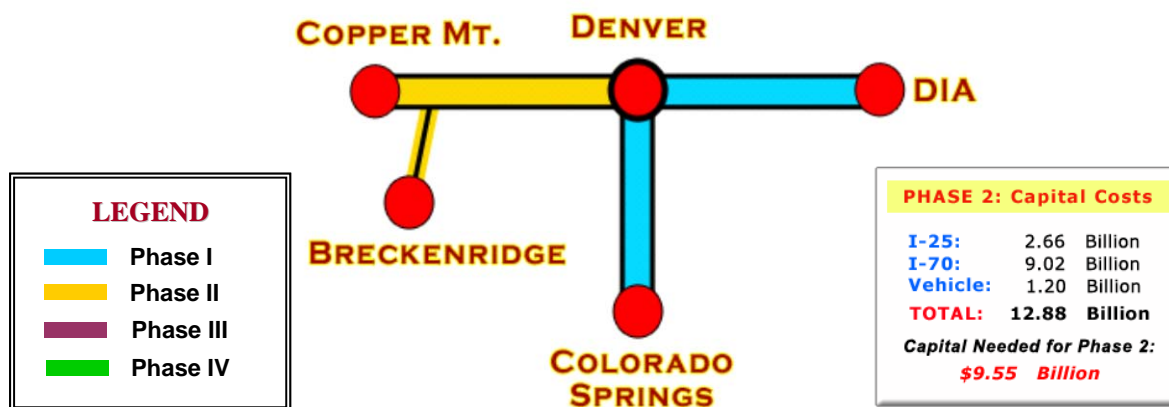 COPPER MT.
DENVER
DIA
BRECKENRIDGE
COLORADO
SPRINGS
LEGEND
Phase I
Phase II
Phase III
Phase IV
PHASE 2: Capital Costs
I-25: 2.66 Billion
I-70: 9.02 Billion
Vehicle: 1.20 Billion
TOTAL: 12.88 Billion
Capital Needed for Phase 2:
$9.55 Billion